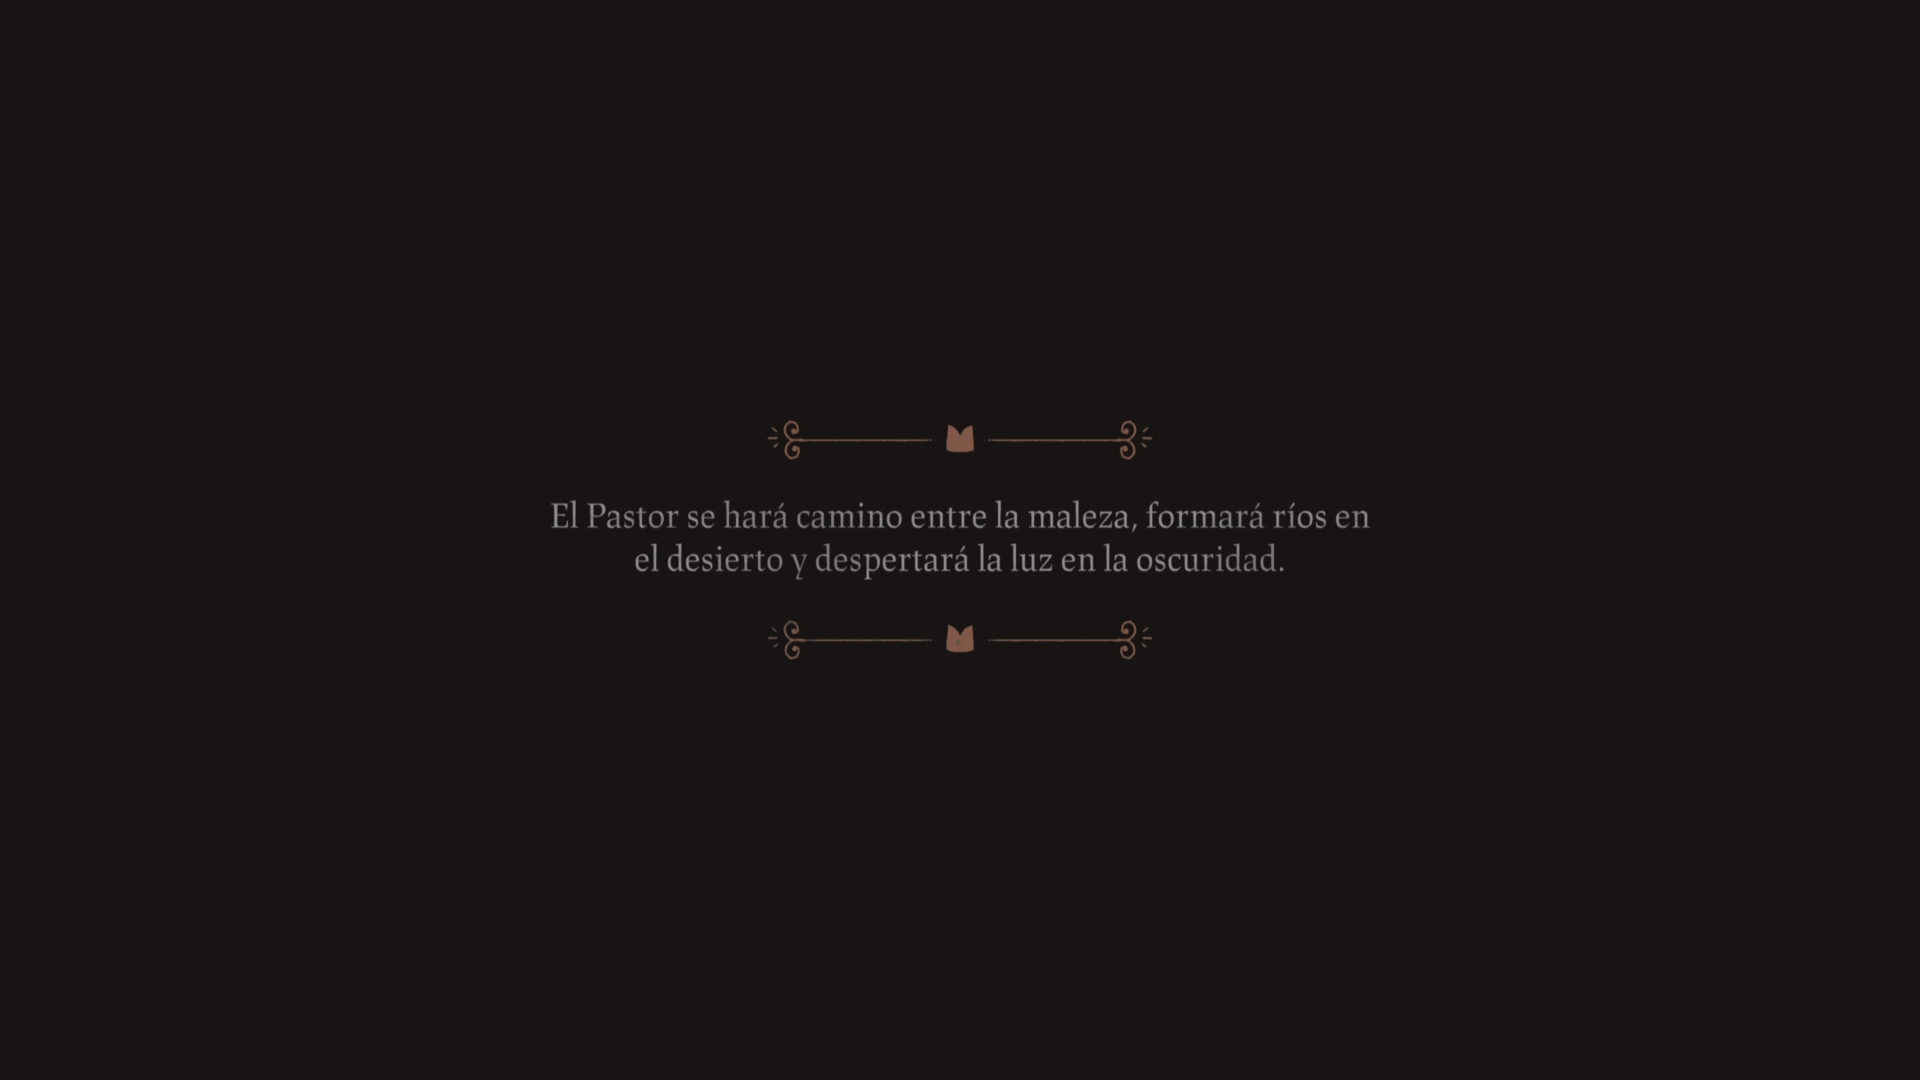 El Pastor se hará camino entre la maleza, formará ríos en
el desierto y despertará la luz en la oscuridad.